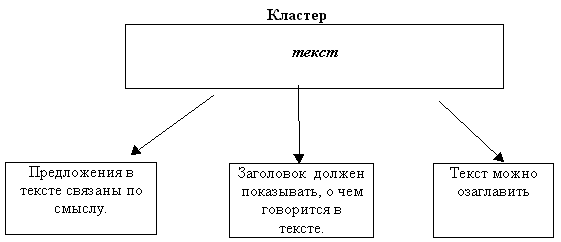 Кластер
текст
Предложения в
тексте связаны по
смыслу.
Заголовок должен
показывать, о чем
говорится в
тексте.
Текст можно
озаглавить